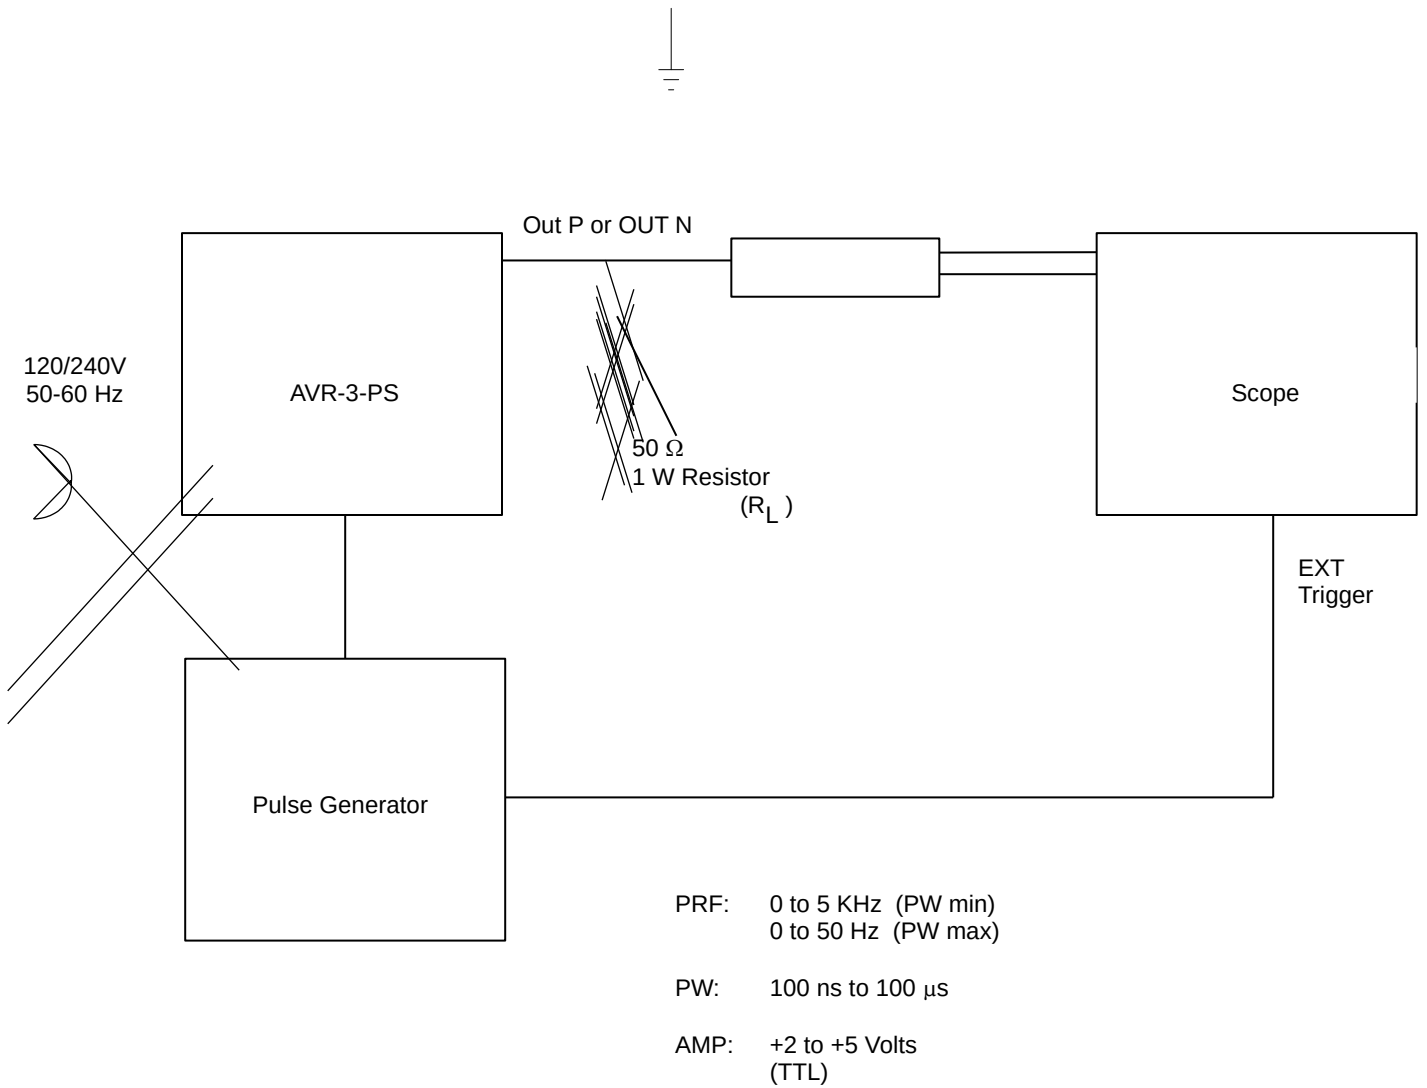 Out P or OUT N
120/240V
50-60 Hz
AVR-3-PS
Scope
50 Ω
1 W Resistor
(RL )
EXT
Trigger
Pulse Generator
PRF: 0 to 5 KHz (PW min)
0 to 50 Hz (PW max)
PW: 100 ns to 100 μs
AMP: +2 to +5 Volts
(TTL)